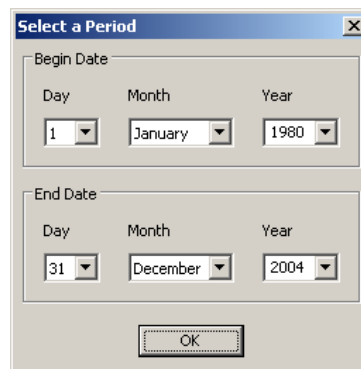 Select a Period
Begin Date
Day Month Year
1 January 1980
End Date
Day Month Year
31 December 2004
OK